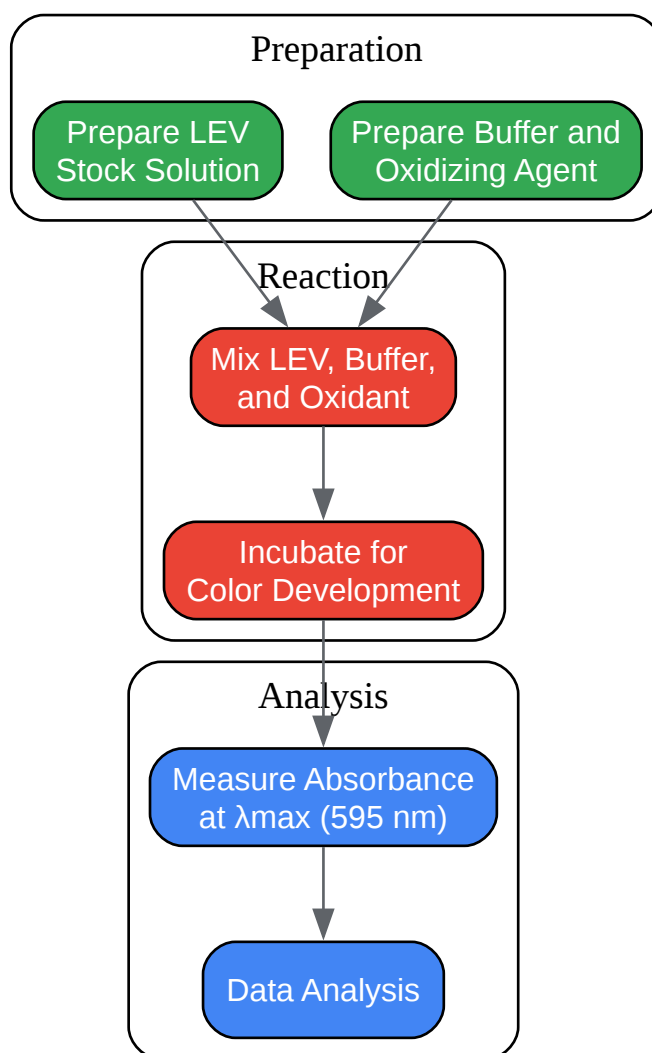 Preparation
Prepare LEV
Stock Solution
Prepare Buffer and
Oxidizing Agent
Reaction
Mix LEV, Buffer,
and Oxidant
Incubate for
Color Development
Analysis
Measure Absorbance
at λmax (595 nm)
Data Analysis